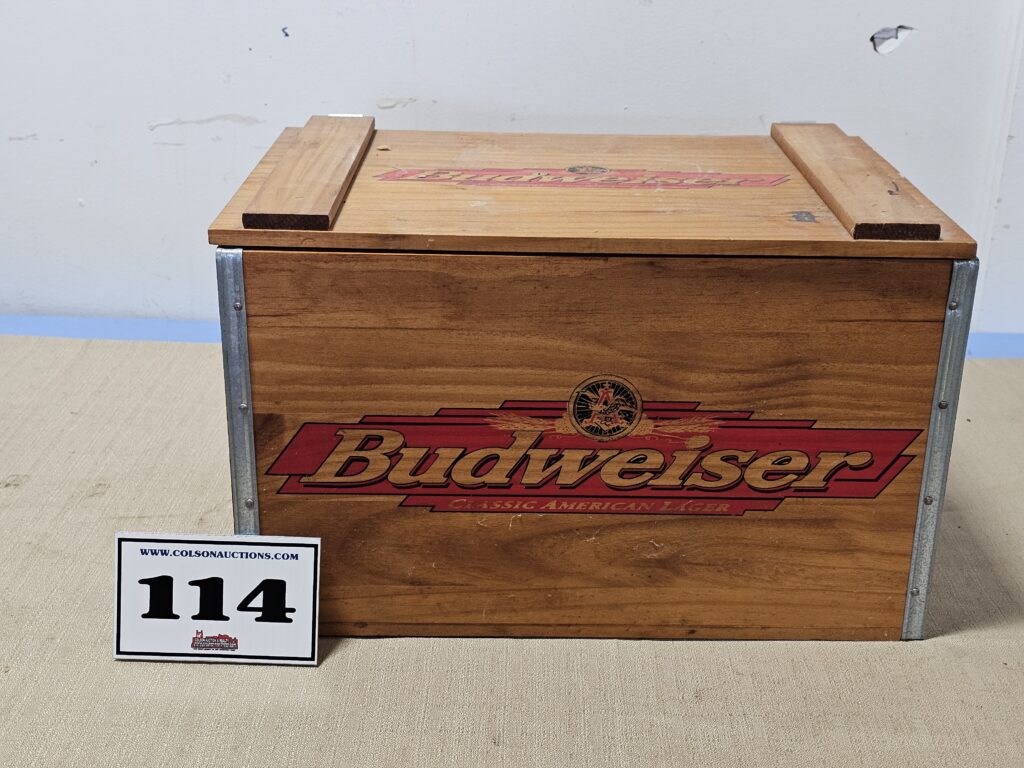 Budweiser
Budweiser
Classic American Lager
www.colsonauctions.com
114